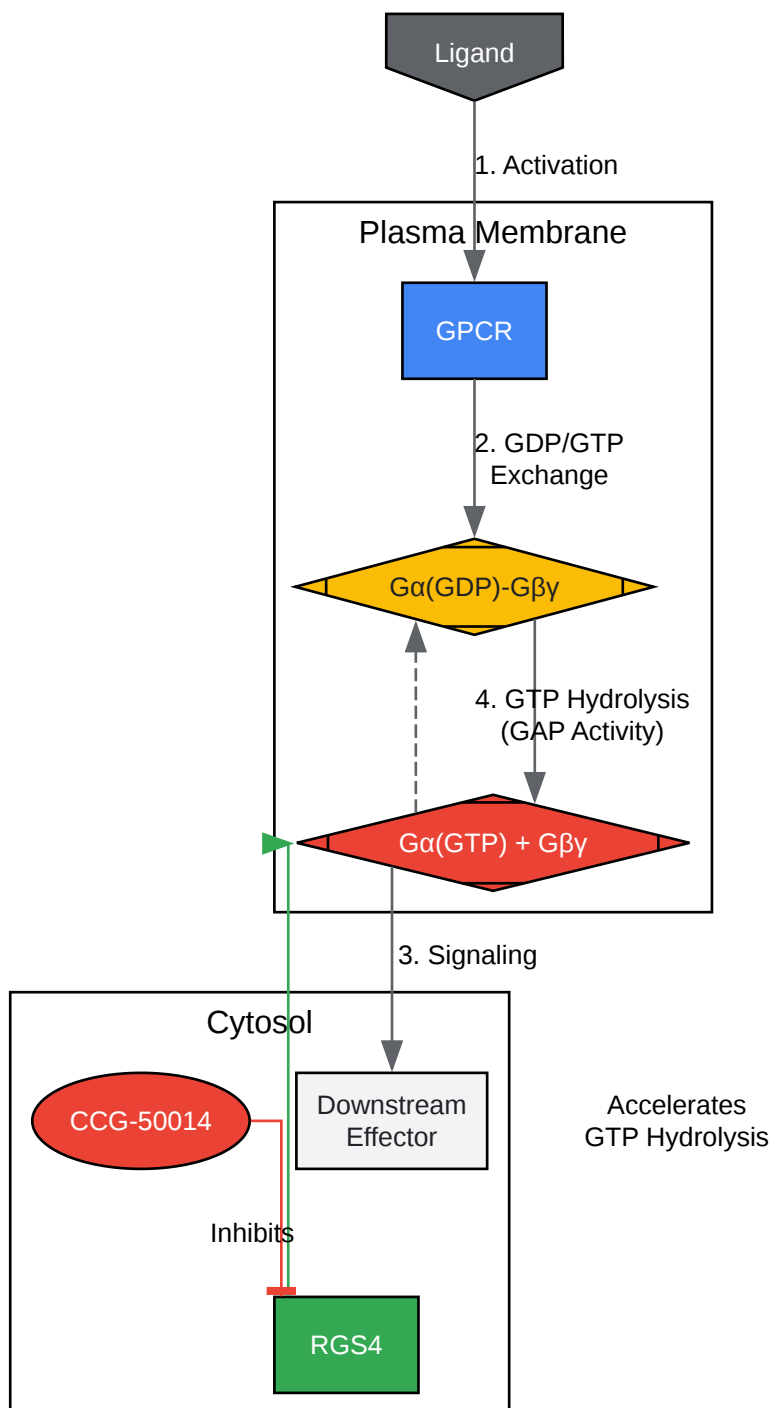 Ligand
1. Activation
Plasma Membrane
GPCR
2. GDP/GTP
Exchange
Gα(GDP)-Gβγ
4. GTP Hydrolysis
(GAP Activity)
Gα(GTP) + Gβγ
3. Signaling
Cytosol
CCG-50014
Downstream
Effector
Accelerates
GTP Hydrolysis
Inhibits
RGS4